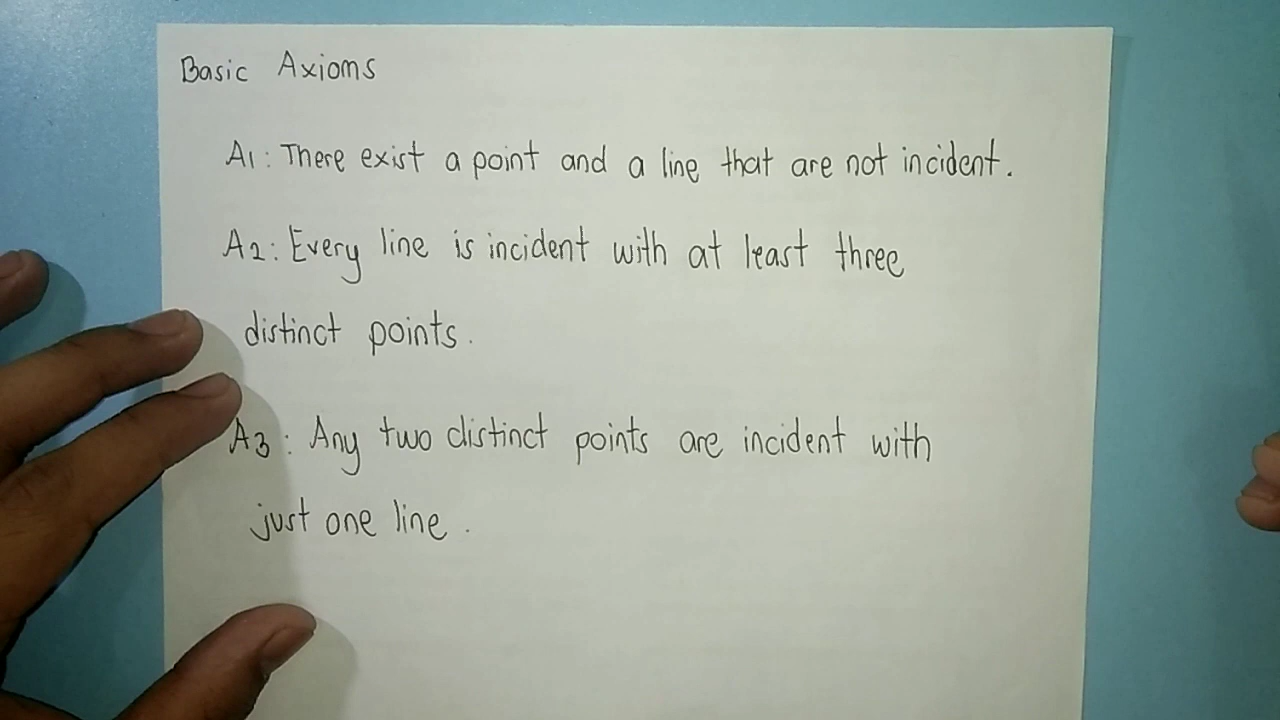 Basic Axioms
A1: There exist a point and a line that are not incident.
A2: Every line is incident with at least three
distinct points.
A3: Any two distinct points are incident with
just one line.